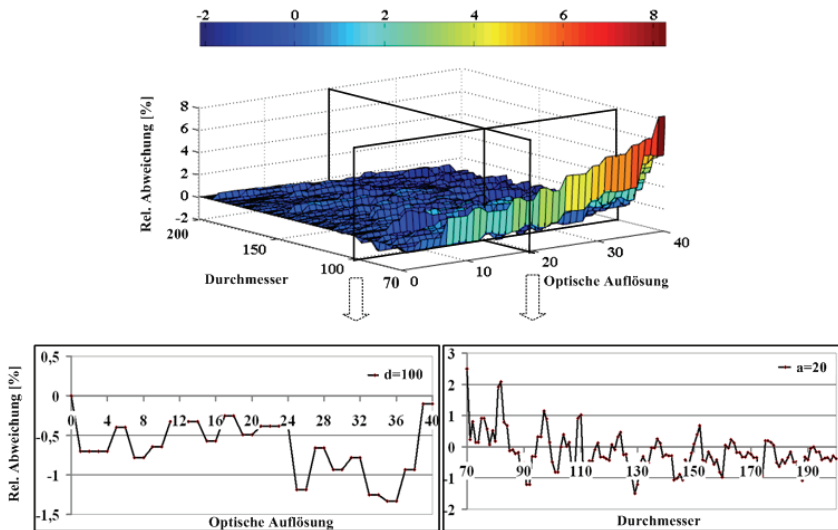 -2 0 2 4 6 8
Rel. Abweichung [%]
8
6
4
2
0
-2
200
150
100
70
Durchmesser
0
10
20
30
40
Optische Auflösung
Rel. Abweichung [%]
0,5
0
-0,5
-1
-1,5
d=100
0 4 8 12 16 20 24 28 32 36 40
Optische Auflösung
3
2
1
0
-1
-2
a=20
70 90 110 130 150 170 190
Durchmesser